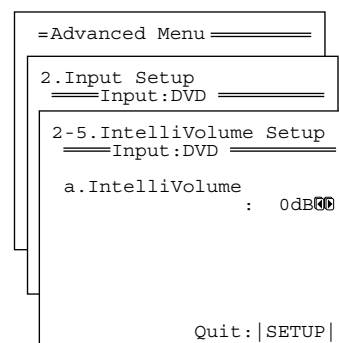 =Advanced Menu
2.Input Setup
Input:DVD
2-5.IntelliVolume Setup
Input:DVD
a.IntelliVolume
: 0dB
Quit:|SETUP|